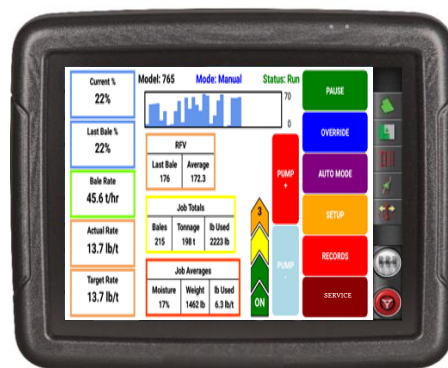 Current %
22%
Last Bale %
22%
Bale Rate
45.6 t/hr
Actual Rate
13.7 lb/t
Target Rate
13.7 lb/t
Model: 765 Mode: Manual Status: Run
70
0
RFV
Last Bale Average
176 172.3
Job Totals
Bales Tonnage lb Used
215 198 t 2223 lb
Job Averages
Moisture Weight lb Used
17% 1462 lb 6.3 lb/t
3
ON
PUMP
+
PUMP
-
PAUSE
OVERRIDE
AUTO MODE
SETUP
RECORDS
SERVICE